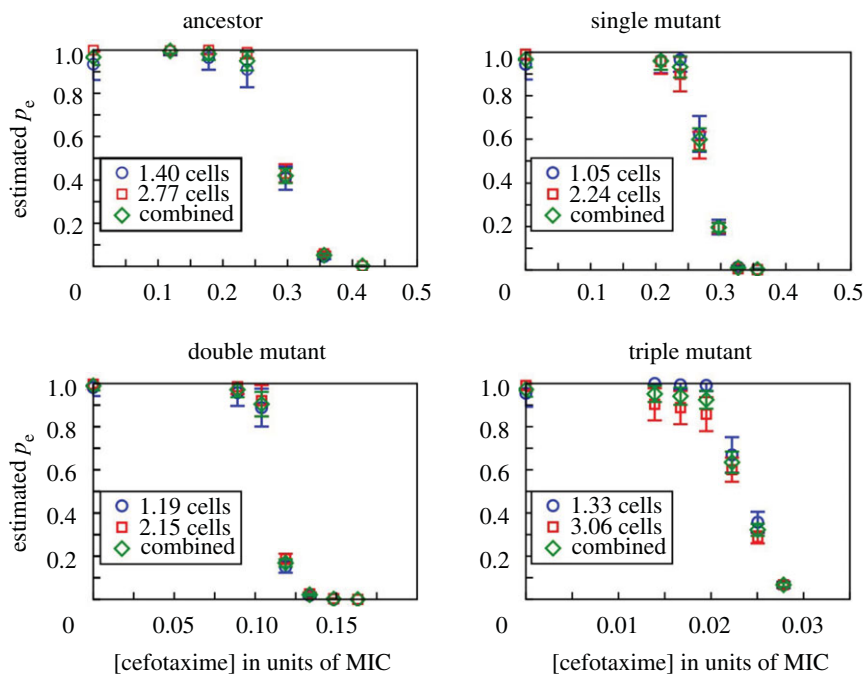 ancestor
single mutant
estimated pe
1.0
0.8
0.6
0.4
0.2
1.40 cells
2.77 cells
combined
0 0.1 0.2 0.3 0.4 0.5
1.0
0.8
0.6
0.4
0.2
1.05 cells
2.24 cells
combined
0 0.1 0.2 0.3 0.4 0.5
double mutant
triple mutant
estimated pe
1.0
0.8
0.6
0.4
0.2
1.19 cells
2.15 cells
combined
0 0.05 0.10 0.15
[cefotaxime] in units of MIC
1.0
0.8
0.6
0.4
0.2
1.33 cells
3.06 cells
combined
0 0.01 0.02 0.03
[cefotaxime] in units of MIC